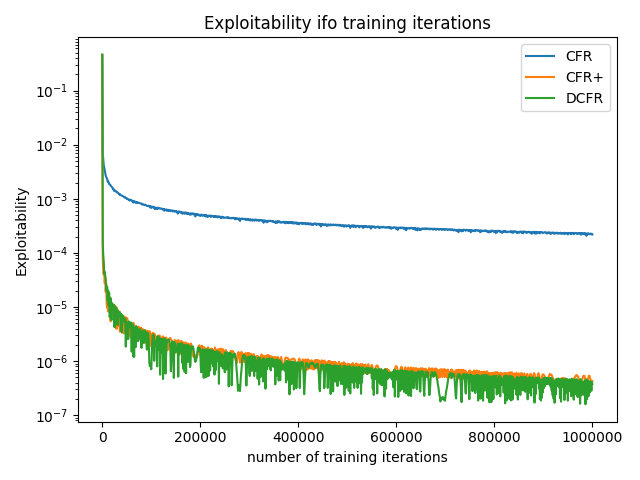 Exploitability ifo training iterations
CFR
CFR+
DCFR
Exploitability
10⁻¹
10⁻²
10⁻³
10⁻⁴
10⁻⁵
10⁻⁶
10⁻⁷
0 200000 400000 600000 800000 1000000
number of training iterations